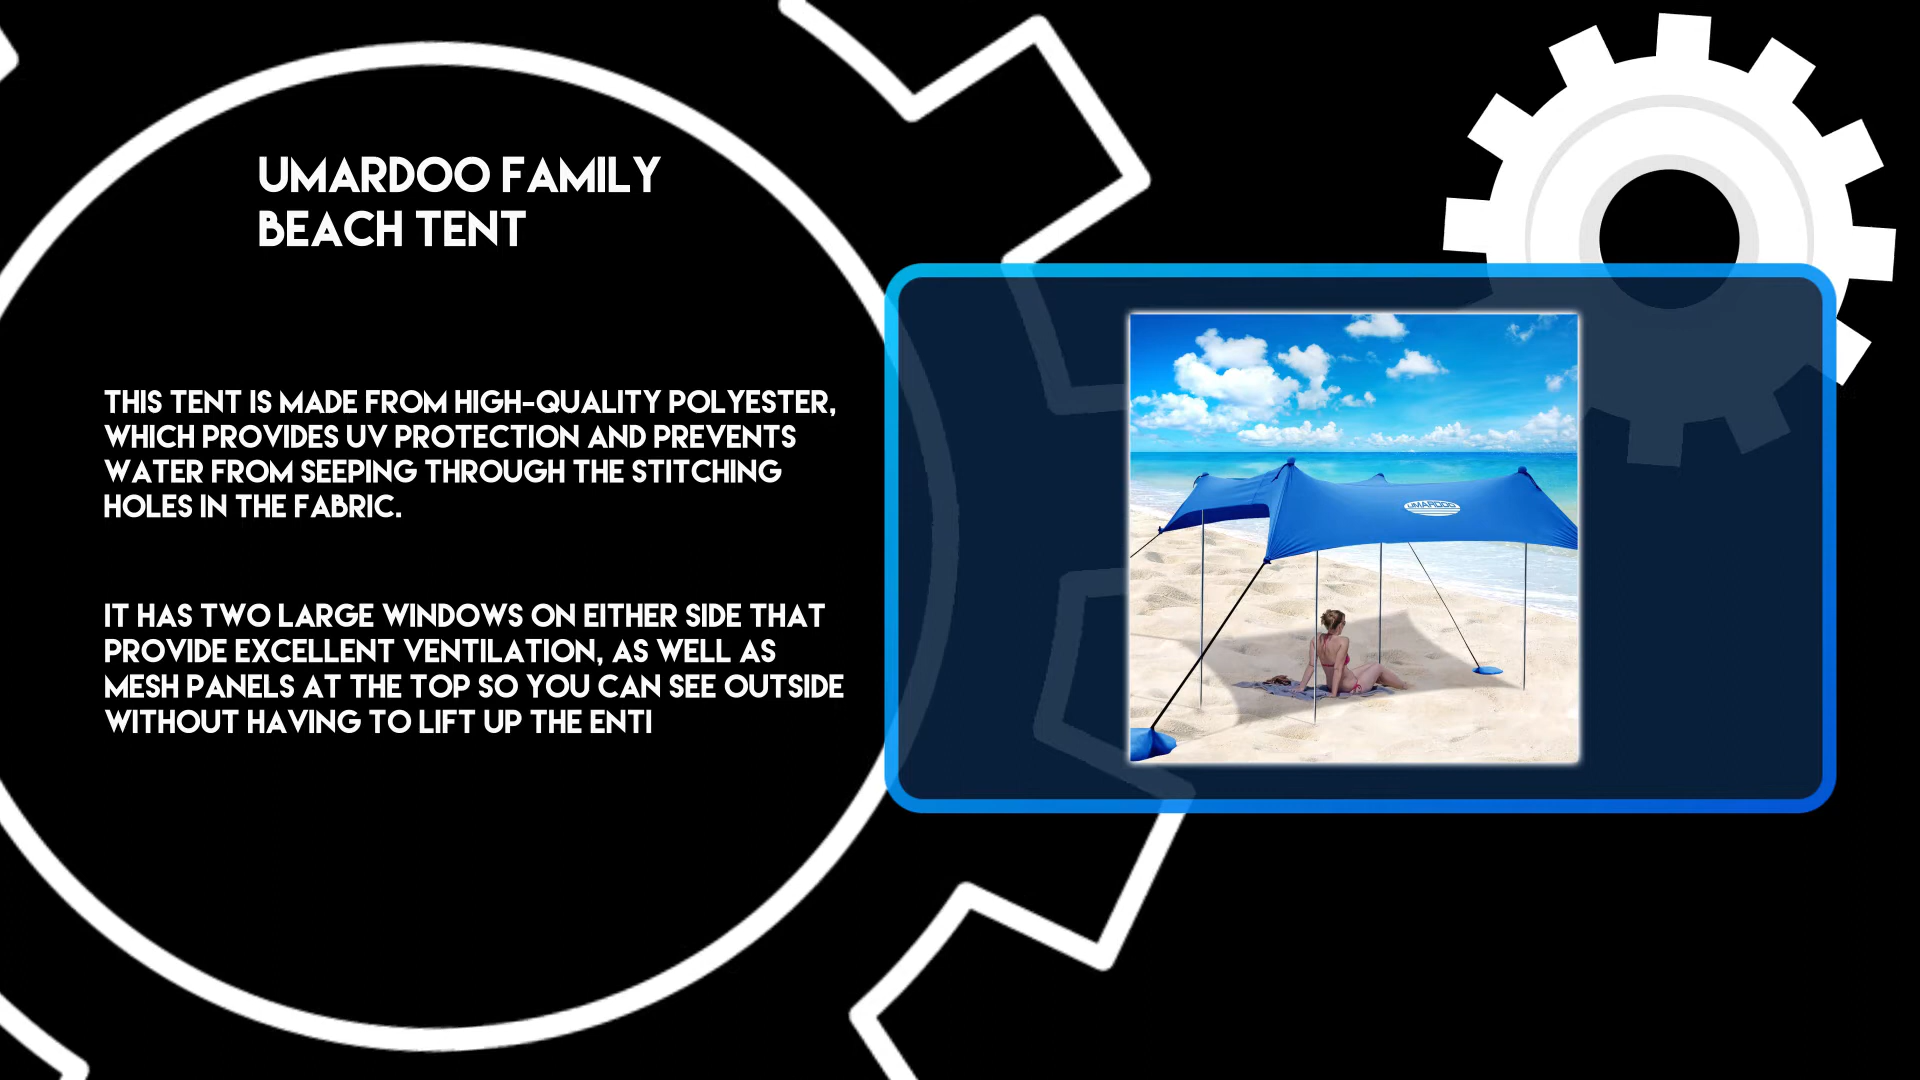 UMARDOO FAMILY
BEACH TENT
THIS TENT IS MADE FROM HIGH-QUALITY POLYESTER,
WHICH PROVIDES UV PROTECTION AND PREVENTS
WATER FROM SEEPING THROUGH THE STITCHING
HOLES IN THE FABRIC.
IT HAS TWO LARGE WINDOWS ON EITHER SIDE THAT
PROVIDE EXCELLENT VENTILATION, AS WELL AS
MESH PANELS AT THE TOP SO YOU CAN SEE OUTSIDE
WITHOUT HAVING TO LIFT UP THE ENTI
UMARDOO